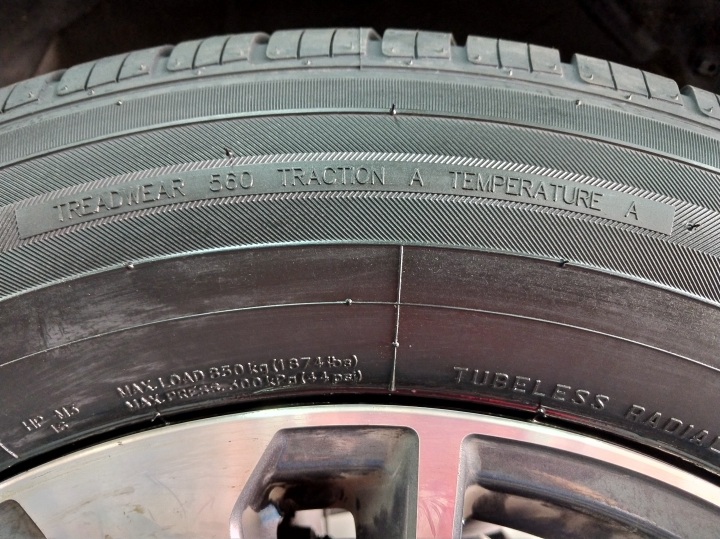 TREADWEAR 560 TRACTION A TEMPERATURE A
MAX. LOAD 850 kg (1874 lbs)
MAX. PRESS. 300 kPa (44 psi)
TUBELESS RADIAL